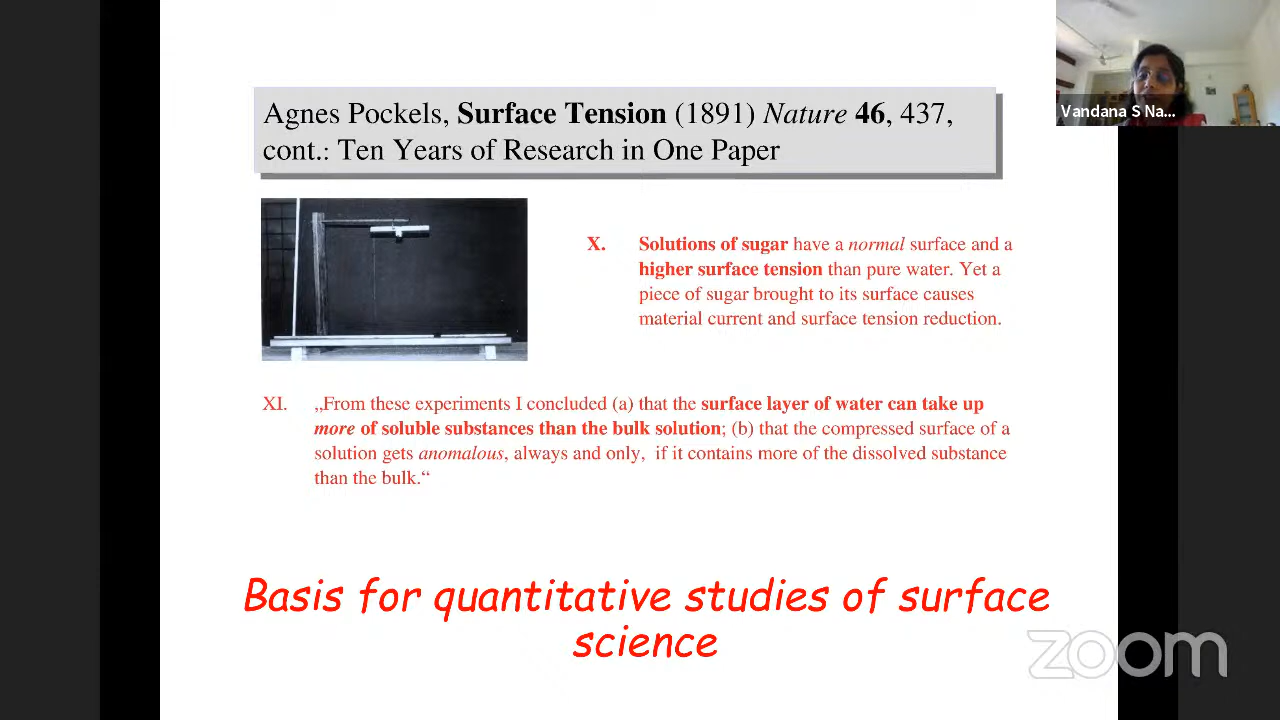 Agnes Pockels, Surface Tension (1891) Nature 46, 437,
cont.: Ten Years of Research in One Paper
Vandana S Na...
X. Solutions of sugar have a normal surface and a
higher surface tension than pure water. Yet a
piece of sugar brought to its surface causes
material current and surface tension reduction.
XI. „From these experiments I concluded (a) that the surface layer of water can take up
more of soluble substances than the bulk solution; (b) that the compressed surface of a
solution gets anomalous, always and only, if it contains more of the dissolved substance
than the bulk.“
Basis for quantitative studies of surface
science
zoom